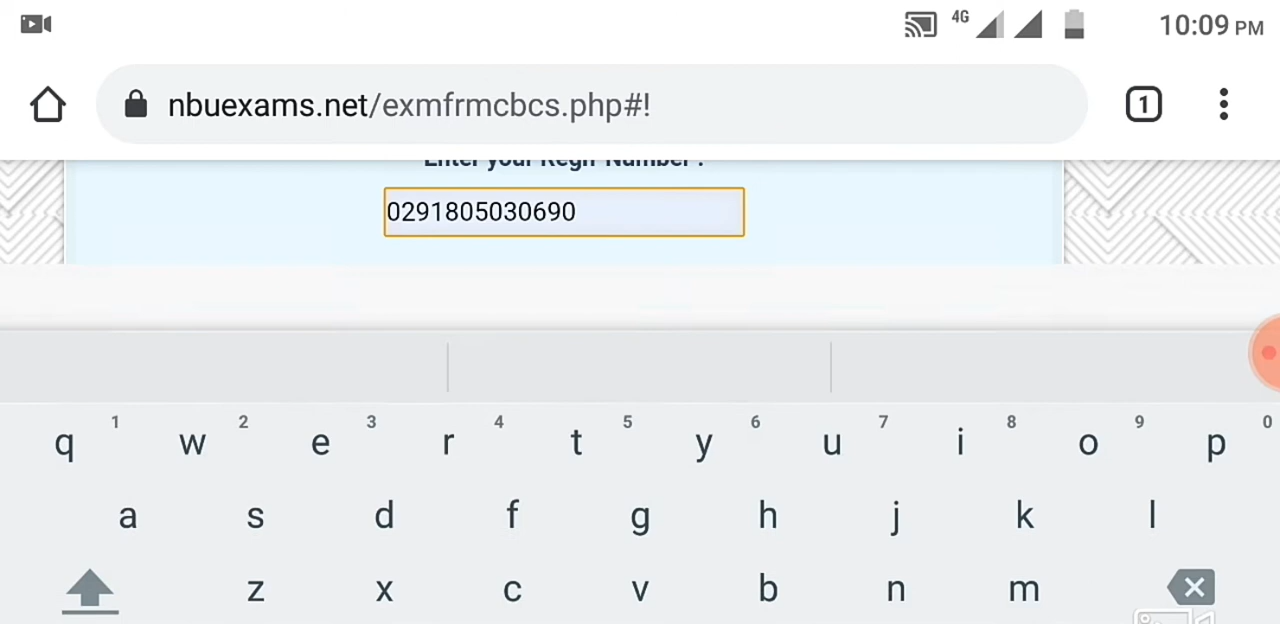 4G 10:09 PM
nbuexams.net/exmfrmcbcs.php#!
1
Enter your Regn Number :
0291805030690
1 2 3 4 5 6 7 8 9 0
q w e r t y u i o p
a s d f g h j k l
z x c v b n m